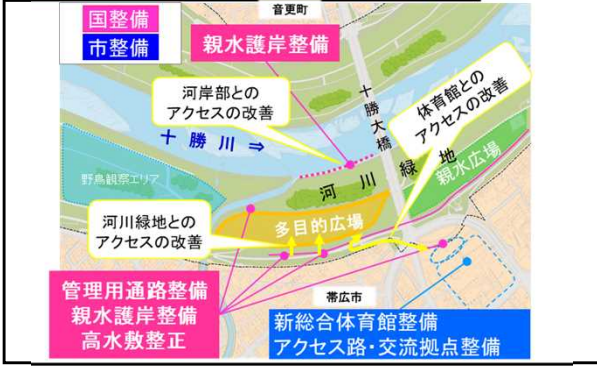 音更町
国整備
市整備
親水護岸整備
河岸部との
アクセスの改善
十勝大橋
体育館との
アクセスの改善
十勝川⇒
野鳥観察エリア
河川緑地
親水広場
河川緑地との
アクセスの改善
多目的広場
管理用通路整備
親水護岸整備
高水敷整正
帯広市
新総合体育館整備
アクセス路・交流拠点整備